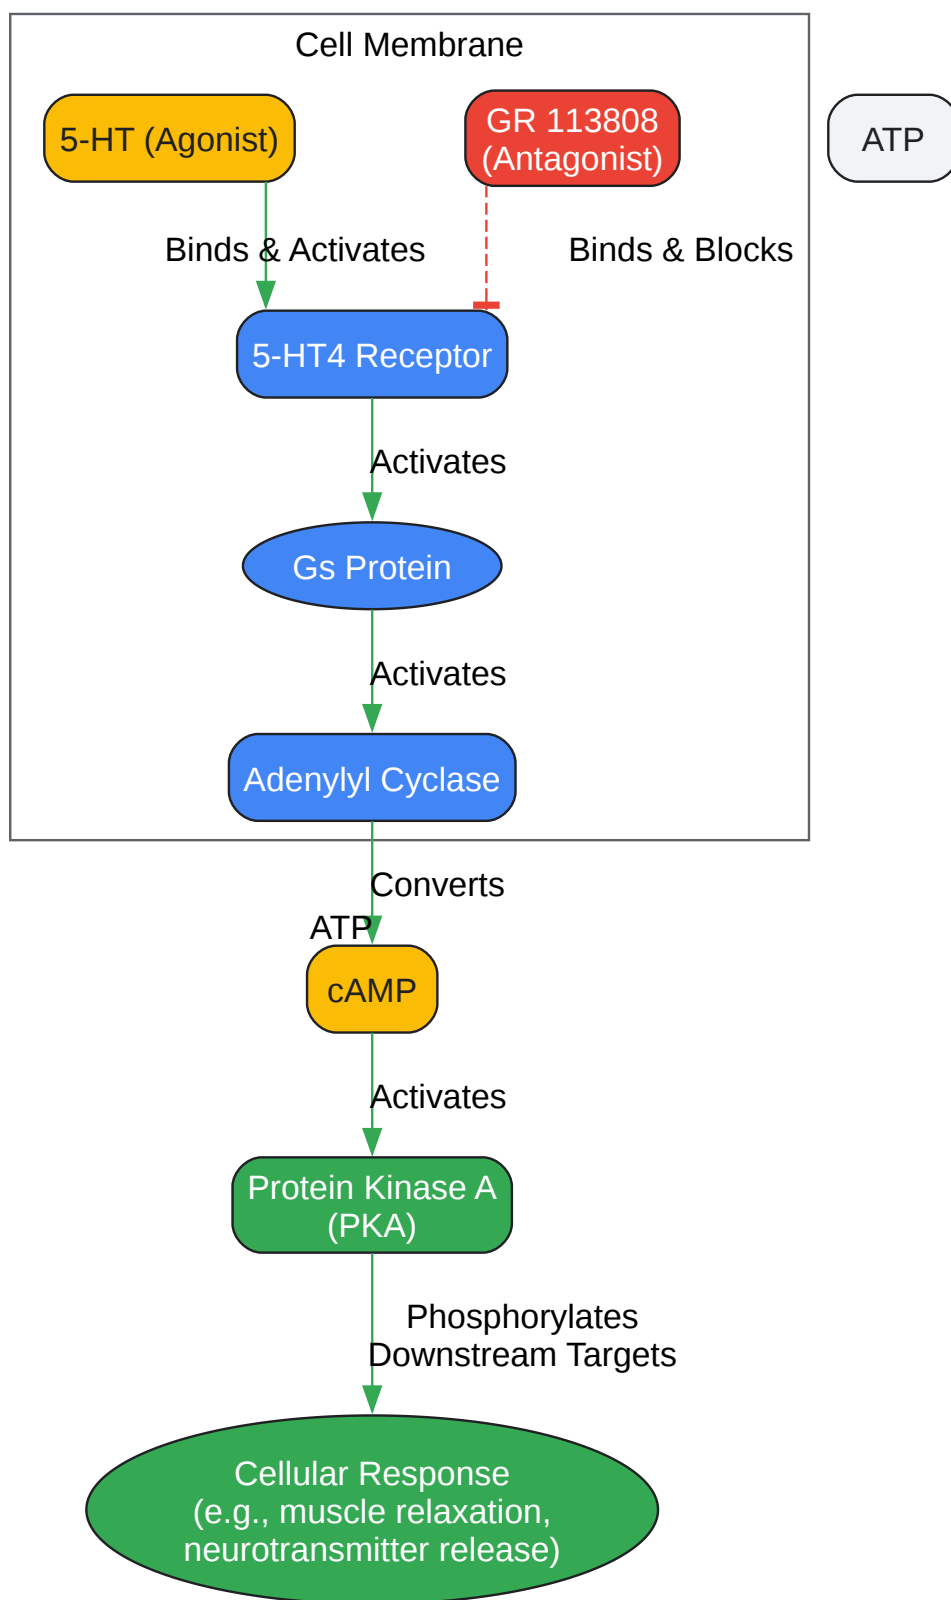 Cell Membrane
5-HT (Agonist)
GR 113808
(Antagonist)
ATP
Binds & Activates
Binds & Blocks
5-HT4 Receptor
Activates
Gs Protein
Activates
Adenylyl Cyclase
Converts
ATP
cAMP
Activates
Protein Kinase A
(PKA)
Phosphorylates
Downstream Targets
Cellular Response
(e.g., muscle relaxation,
neurotransmitter release)